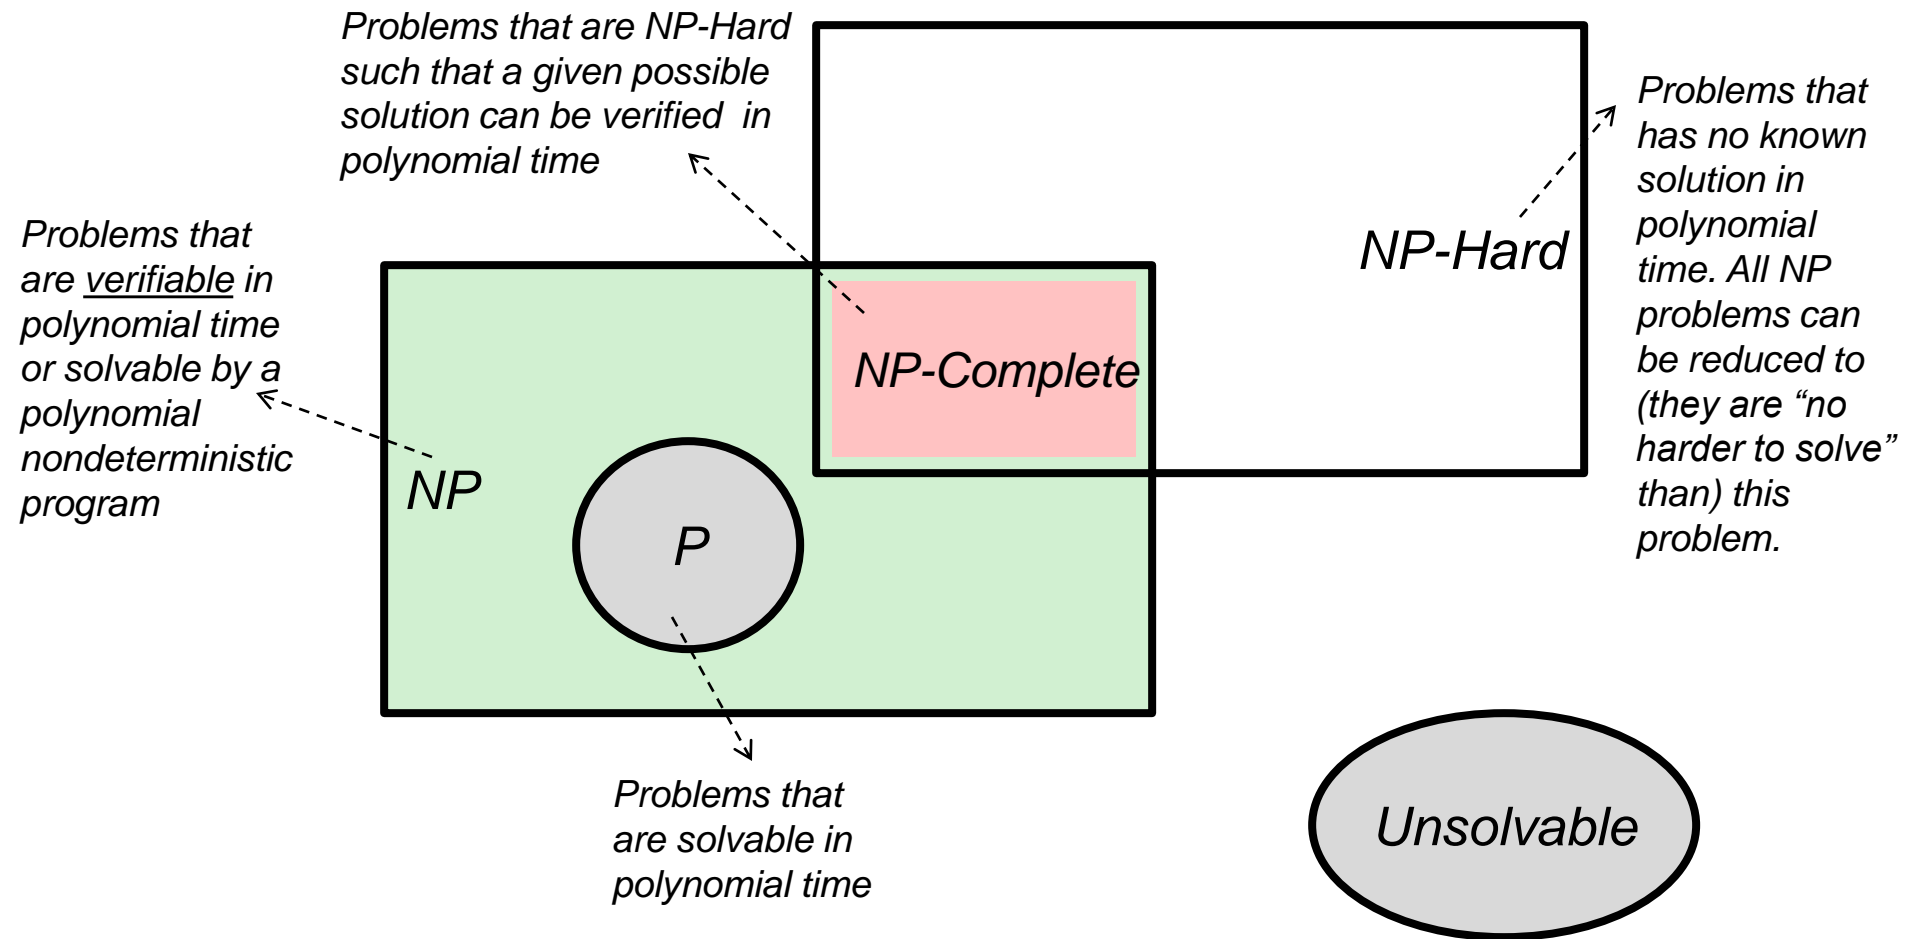 Problems that are NP-Hard
such that a given possible
solution can be verified in
polynomial time
Problems that
has no known
solution in
polynomial
time. All NP
problems can
be reduced to
(they are “no
harder to solve”
than) this
problem.
NP-Hard
Problems that
are verifiable in
polynomial time
or solvable by a
polynomial
nondeterministic
program
NP-Complete
NP
P
Problems that
are solvable in
polynomial time
Unsolvable